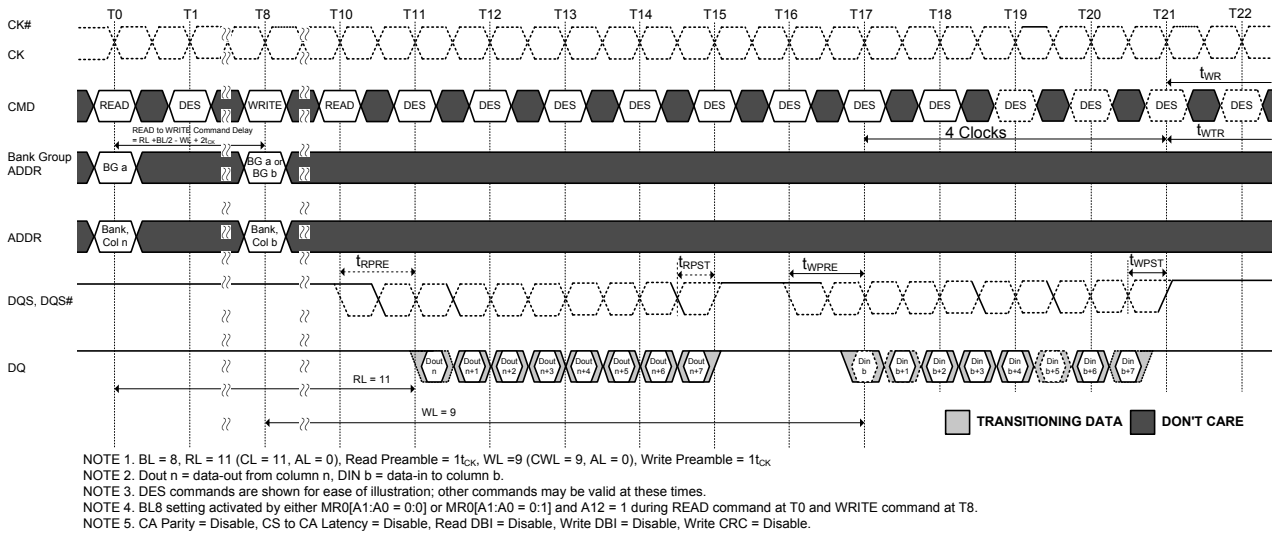 T0 T1 T8 T10 T11 T12 T13 T14 T15 T16 T17 T18 T19 T20 T21 T22
CK#
CK
tWR
CMD READ DES WRITE READ DES DES DES DES DES DES DES DES DES DES DES DES
READ to WRITE Command Delay
= RL +BL/2 - WL + 2tCK
4 Clocks
tWTR
Bank Group
ADDR
BG a
BG a or
BG b
ADDR
Bank,
Col n
Bank,
Col b
tRPRE tRPST tWPRE tWPST
DQS, DQS#
DQ
Dout
n
Dout
n+1
Dout
n+2
Dout
n+3
Dout
n+4
Dout
n+5
Dout
n+6
Dout
n+7
Din
b
Din
b+1
Din
b+2
Din
b+3
Din
b+4
Din
b+5
Din
b+6
Din
b+7
RL = 11
WL = 9
TRANSITIONING DATA DON'T CARE
NOTE 1. BL = 8, RL = 11 (CL = 11, AL = 0), Read Preamble = 1tCK, WL =9 (CWL = 9, AL = 0), Write Preamble = 1tCK
NOTE 2. Dout n = data-out from column n, DIN b = data-in to column b.
NOTE 3. DES commands are shown for ease of illustration; other commands may be valid at these times.
NOTE 4. BL8 setting activated by either MR0[A1:A0 = 0:0] or MR0[A1:A0 = 0:1] and A12 = 1 during READ command at T0 and WRITE command at T8.
NOTE 5. CA Parity = Disable, CS to CA Latency = Disable, Read DBI = Disable, Write DBI = Disable, Write CRC = Disable.